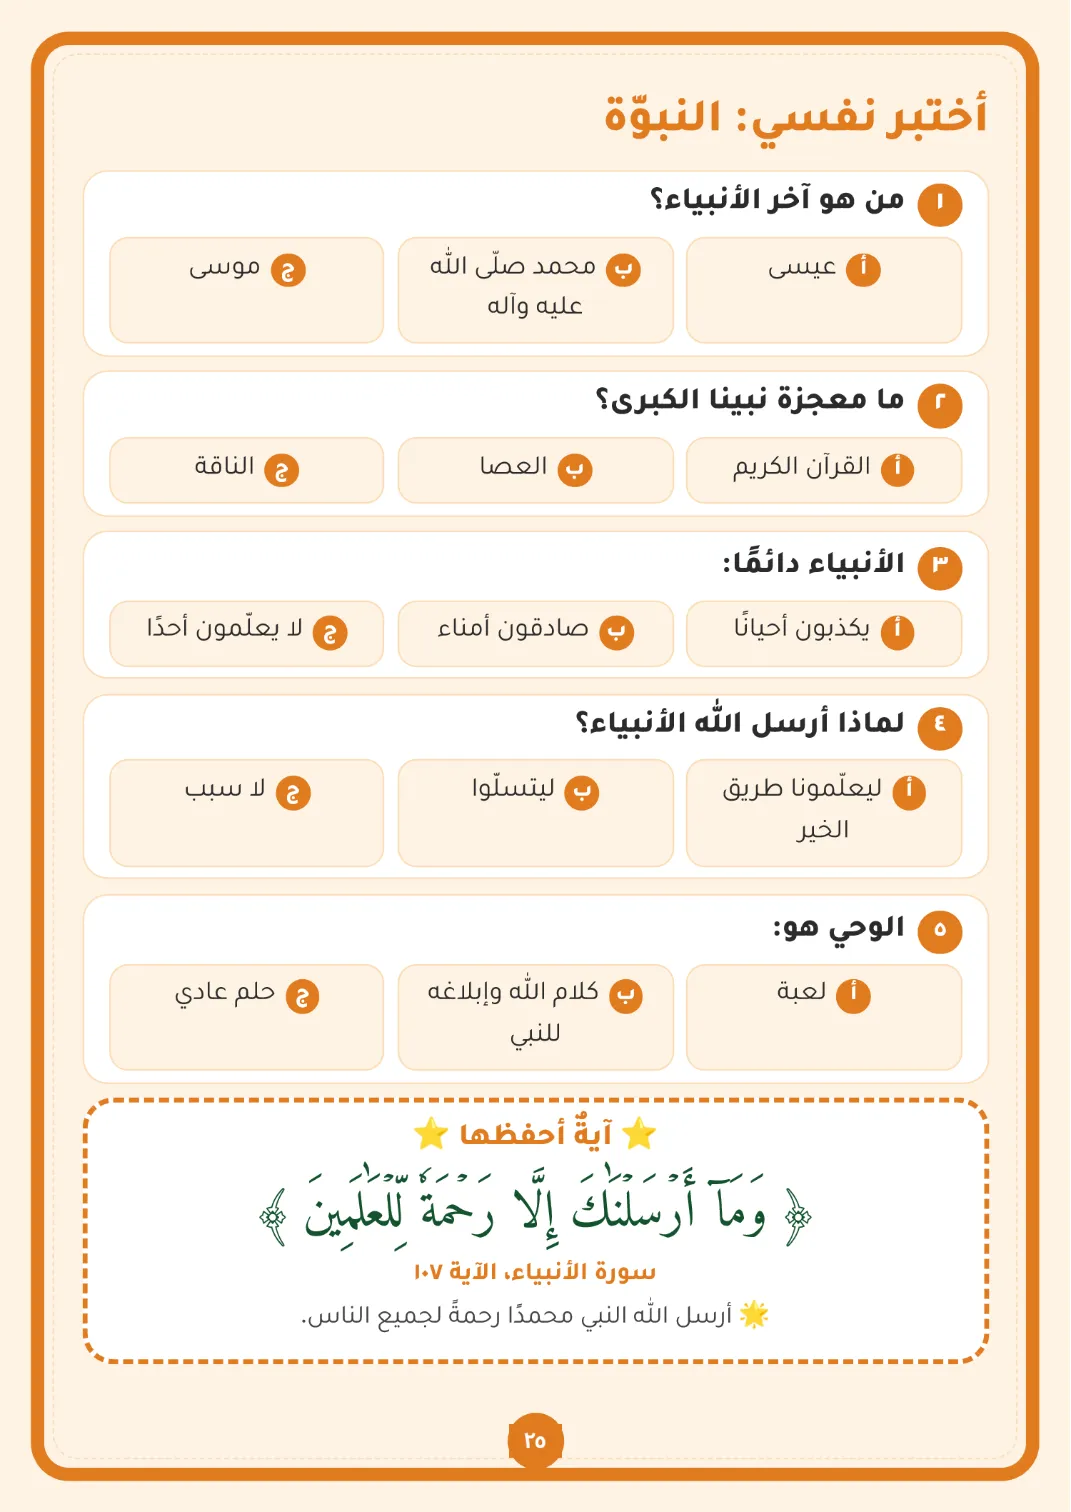 أختبر نفسي: النبوّة
١ من هو آخر الأنبياء؟
أ عيسى
ب محمد صلّى الله
عليه وآله
ج موسى
٢ ما معجزة نبينا الكبرى؟
أ القرآن الكريم
ب العصا
ج الناقة
٣ الأنبياء دائمًا:
أ يكذبون أحيانًا
ب صادقون أمناء
ج لا يعلّمون أحدًا
٤ لماذا أرسل الله الأنبياء؟
أ ليعلّمونا طريق
الخير
ب ليتسلّوا
ج لا سبب
٥ الوحي هو:
أ لعبة
ب كلام الله وإبلاغه
للنبي
ج حلم عادي
⭐ آيةٌ أحفظها ⭐
﴿ وَمَآ أَرۡسَلۡنَٰكَ إِلَّا رَحۡمَةٗ لِّلۡعَٰلَمِينَ ﴾
سورة الأنبياء، الآية ١٠٧
🌟 أرسل الله النبي محمدًا رحمةً لجميع الناس.
٢٥